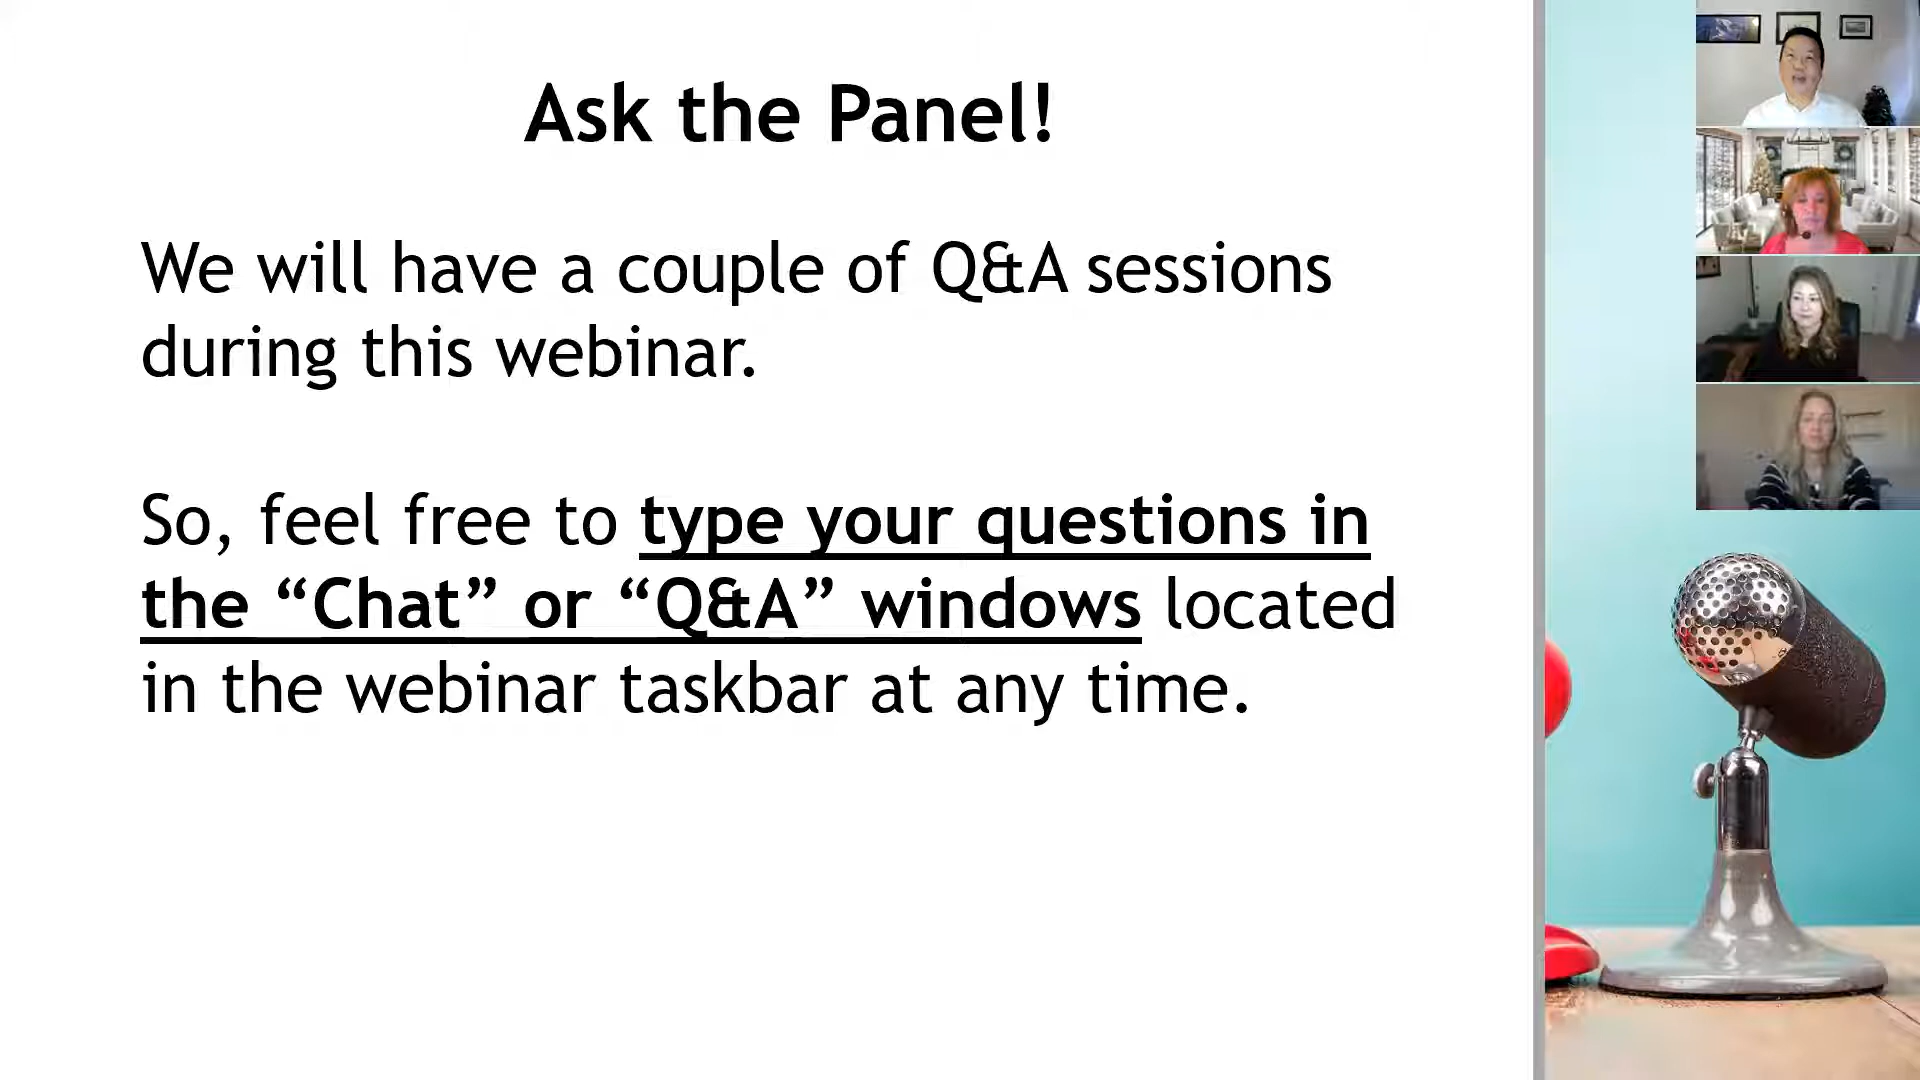 Ask the Panel!
We will have a couple of Q&A sessions
during this webinar.
So, feel free to type your questions in
the “Chat” or “Q&A” windows located
in the webinar taskbar at any time.